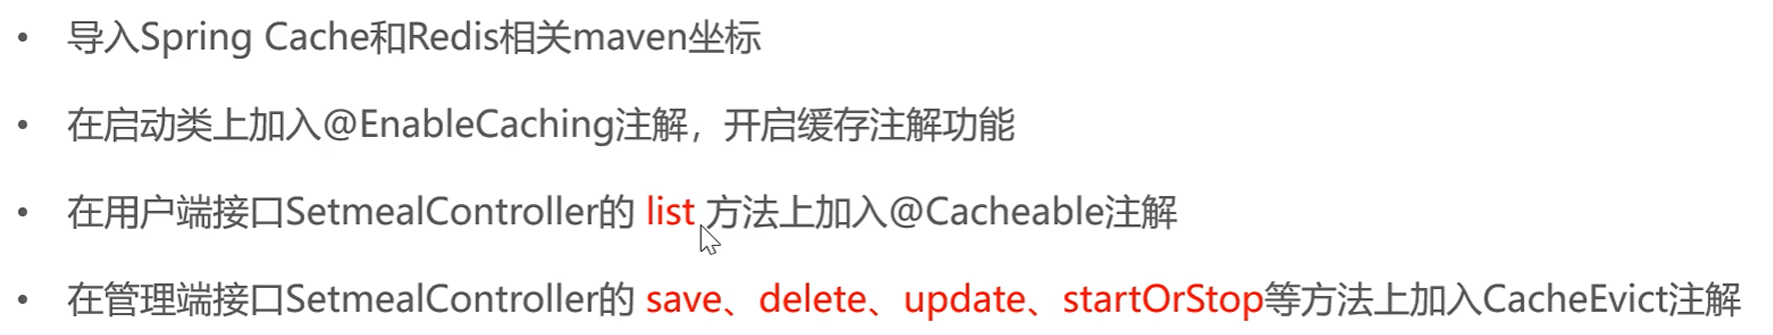 • 导入Spring Cache和Redis相关maven坐标
• 在启动类上加入@EnableCaching注解，开启缓存注解功能
• 在用户端接口SetmealController的 list 方法上加入@Cacheable注解
• 在管理端接口SetmealController的 save、delete、update、startOrStop等方法上加入CacheEvict注解